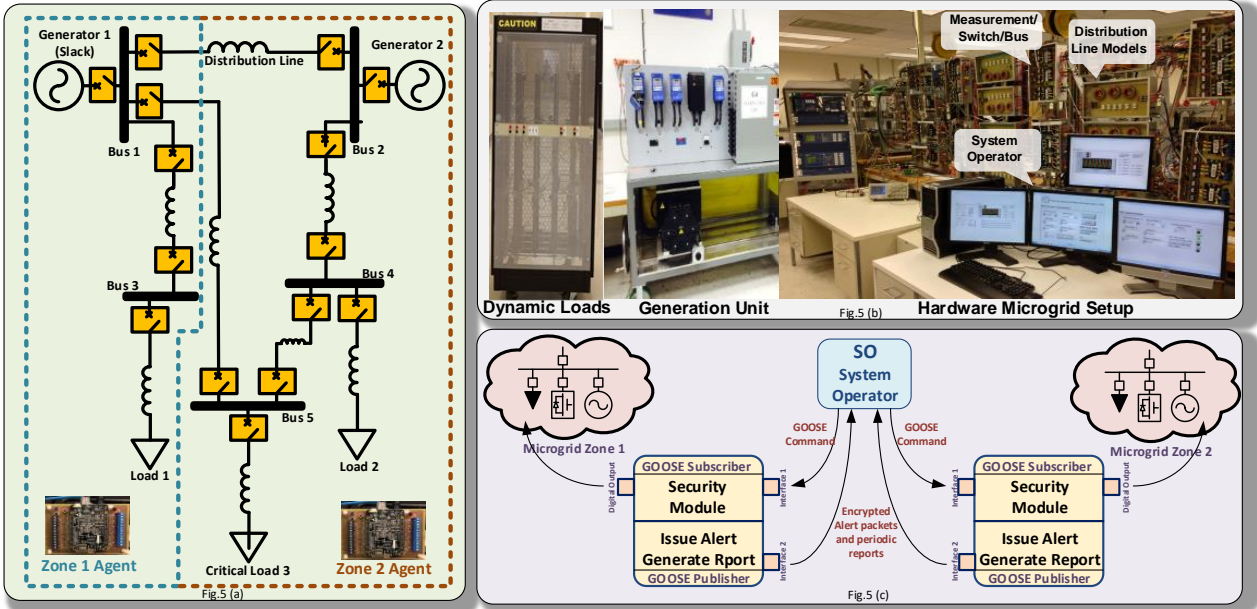 Generator 1
(Slack)
Distribution Line
Generator 2
Bus 1
Bus 2
Bus 3
Bus 4
Bus 5
Load 1
Load 2
Critical Load 3
Zone 1 Agent
Zone 2 Agent
Fig.5 (a)
CAUTION
Measurement/
Switch/Bus
Distribution
Line Models
System
Operator
Dynamic Loads
Generation Unit
Hardware Microgrid Setup
Fig.5 (b)
SO
System
Operator
Microgrid Zone 1
Microgrid Zone 2
GOOSE
Command
GOOSE
Command
Digital Output
GOOSE Subscriber
Security
Module
Interface 1
Issue Alert
Generate Rport
Interface 2
GOOSE Publisher
Encrypted
Alert packets
and periodic
reports
Interface 1
GOOSE Subscriber
Security
Module
Digital Output
Interface 2
Issue Alert
Generate Report
GOOSE Publisher
Fig.5 (c)